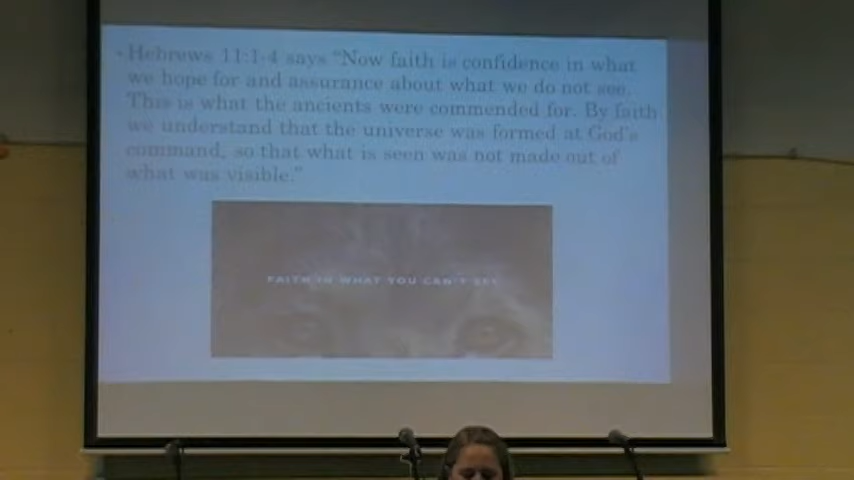 • Hebrews 11:1-4 says “Now faith is confidence in what
we hope for and assurance about what we do not see.
This is what the ancients were commended for. By faith
we understand that the universe was formed at God's
command, so that what is seen was not made out of
what was visible.”
FAITH IN WHAT YOU CAN'T SEE